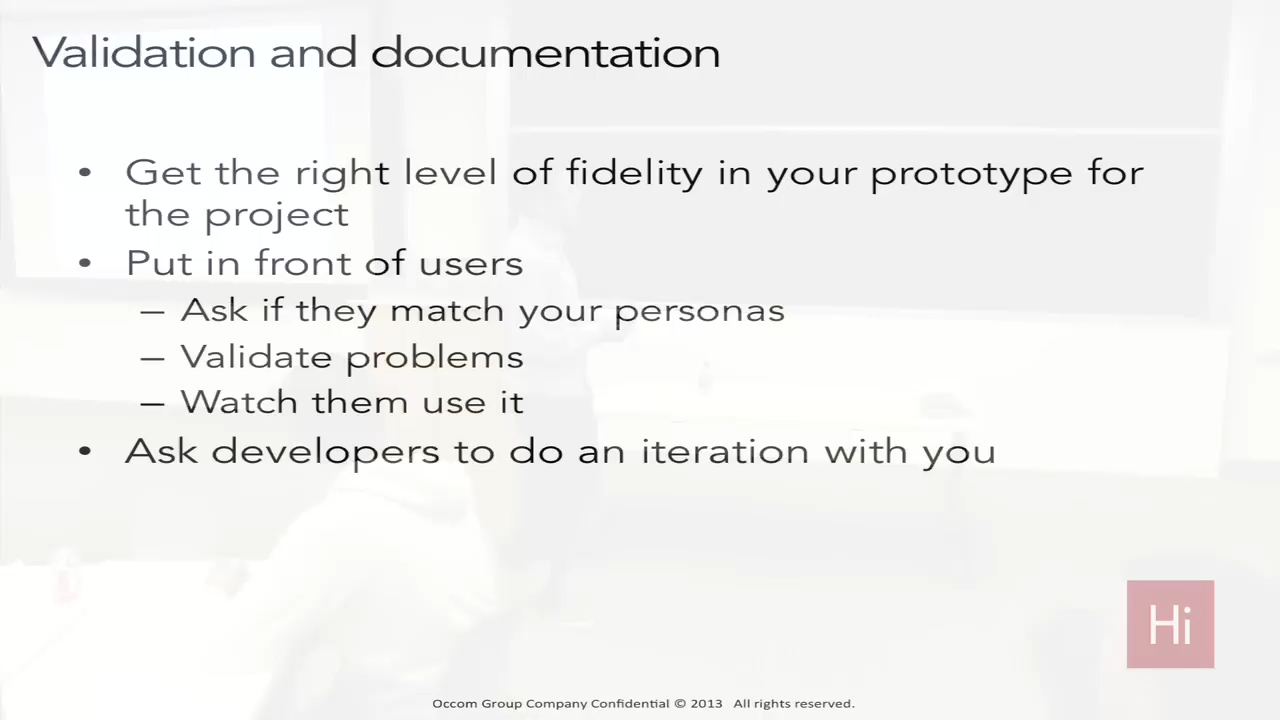 Validation and documentation
• Get the right level of fidelity in your prototype for
the project
• Put in front of users
– Ask if they match your personas
– Validate problems
– Watch them use it
• Ask developers to do an iteration with you
Hi
Occom Group Company Confidential © 2013 All rights reserved.